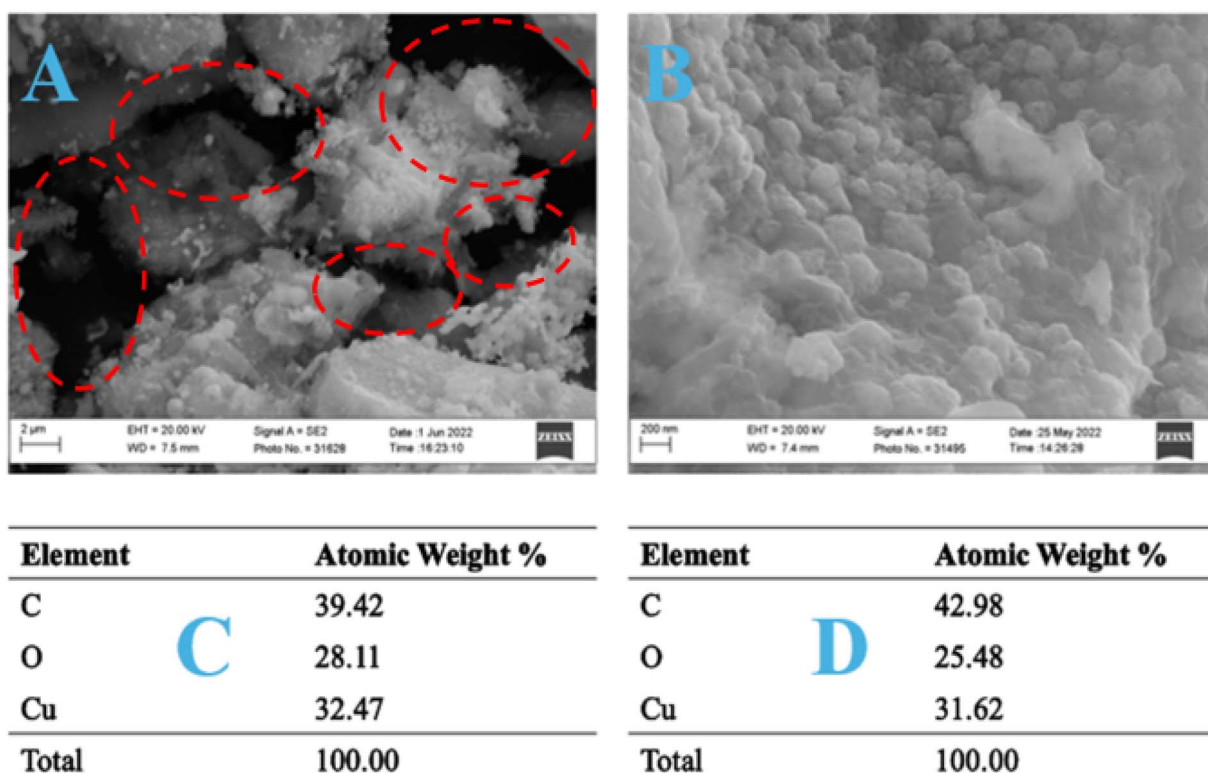 A
B
2 µm
EHT = 20.00 kV
WD = 7.5 mm
Signal A = SE2
Photo No. = 31628
Date :1 Jun 2022
Time :16:23:10
ZEISS
200 nm
EHT = 20.00 kV
WD = 7.4 mm
Signal A = SE2
Photo No. = 31495
Date :25 May 2022
Time :14:26:28
ZEISS
Element Atomic Weight %
C 39.42
O 28.11
Cu 32.47
Total 100.00
C
Element Atomic Weight %
C 42.98
O 25.48
Cu 31.62
Total 100.00
D